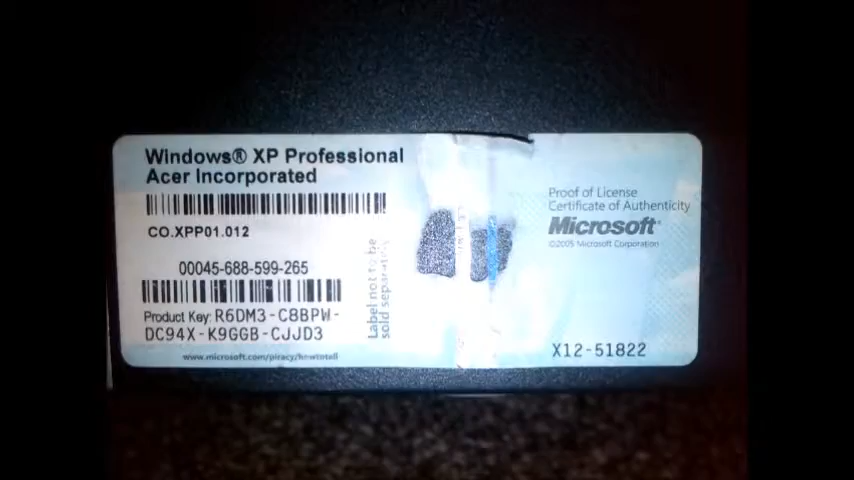 Windows® XP Professional
Acer Incorporated
CO.XPP01.012
00045-688-599-265
Product Key: R6DM3-C8BPW-
DC94X-K9GGB-CJJD3
www.microsoft.com/piracy/howtotell
Label not to be
sold separately
Proof of License
Certificate of Authenticity
Microsoft®
©2005 Microsoft Corporation
X12-51822